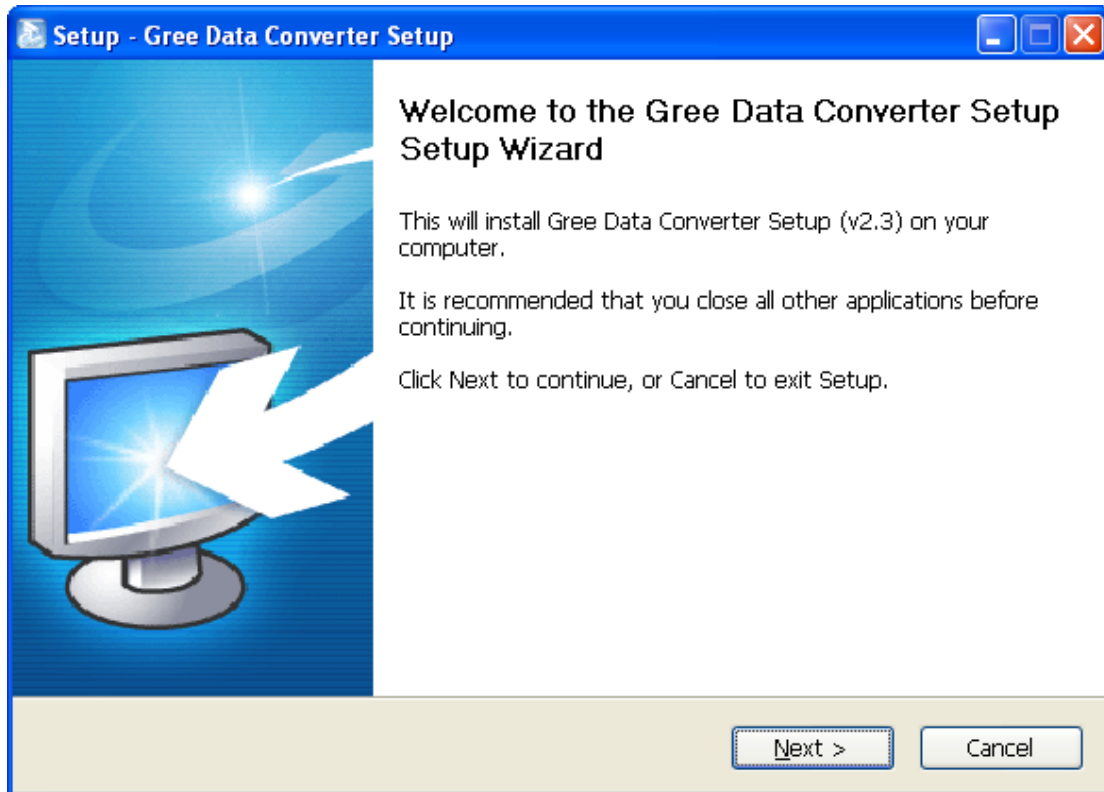 Setup - Gree Data Converter Setup
Welcome to the Gree Data Converter Setup
Setup Wizard
This will install Gree Data Converter Setup (v2.3) on your
computer.
It is recommended that you close all other applications before
continuing.
Click Next to continue, or Cancel to exit Setup.
Next >
Cancel